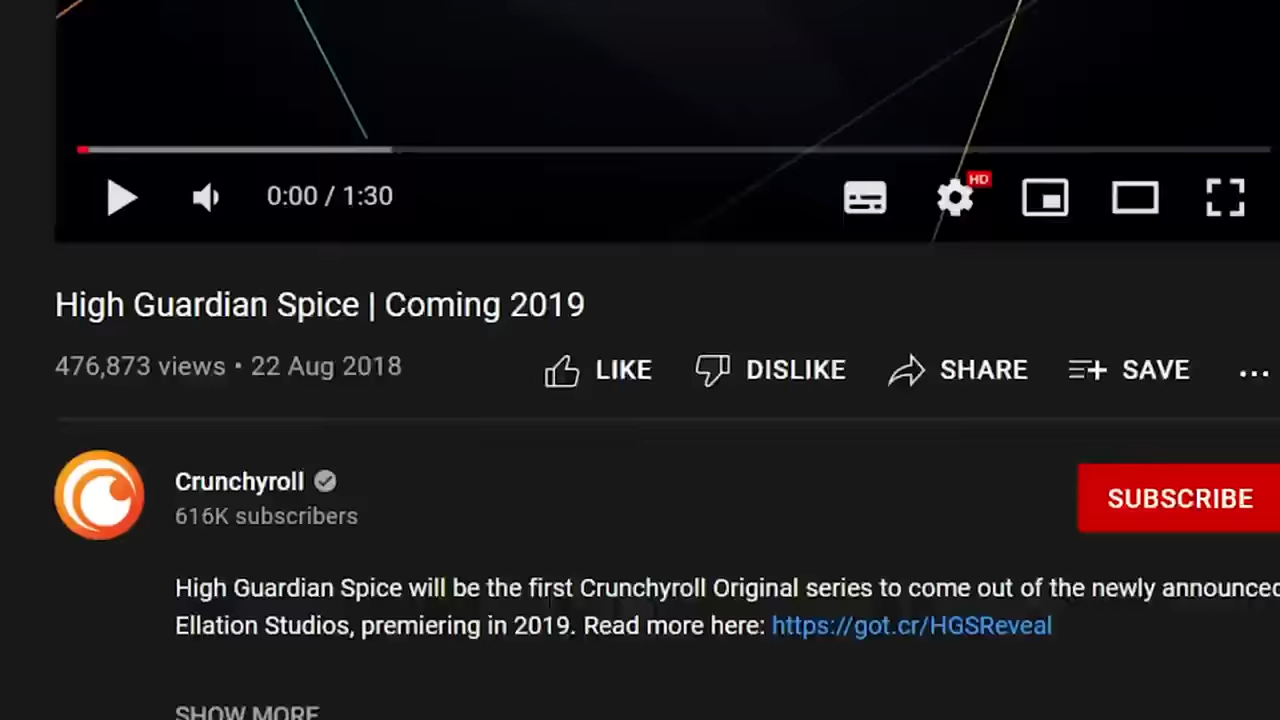 HD
0:00 / 1:30
High Guardian Spice | Coming 2019
476,873 views • 22 Aug 2018 LIKE DISLIKE SHARE SAVE ...
Crunchyroll
616K subscribers
SUBSCRIBE
High Guardian Spice will be the first Crunchyroll Original series to come out of the newly announced
Ellation Studios, premiering in 2019. Read more here: https://got.cr/HGSReveal
SHOW MORE